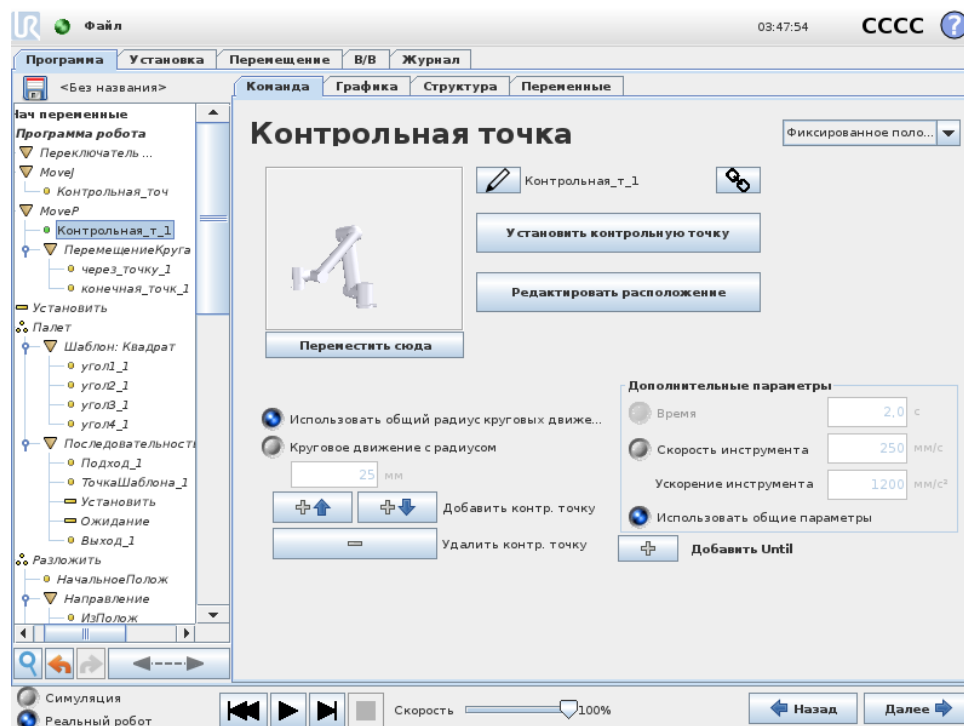 UR Файл 03:47:54 CCCC ?
Программа Установка Перемещение В/В Журнал
<Без названия> Команда Графика Структура Переменные
Нач переменные
Программа робота
Переключатель ...
MoveJ
Контрольная_точ
MoveP
Контрольная_т_1
ПеремещениеКруга
через_точку_1
конечная_точк_1
Установить
Палет
Шаблон: Квадрат
угол1_1
угол2_1
угол3_1
угол4_1
Последовательность
Подход_1
ТочкаШаблона_1
Установить
Ожидание
Выход_1
Разложить
НачальноеПолож
Направление
ИзПолож
Контрольная точка
Фиксированное поло...
Контрольная_т_1
Установить контрольную точку
Редактировать расположение
Переместить сюда
Использовать общий радиус круговых движе...
Круговое движение с радиусом
25 мм
Добавить контр. точку
Удалить контр. точку
Дополнительные параметры
Время 2,0 с
Скорость инструмента 250 мм/с
Ускорение инструмента 1200 мм/с²
Использовать общие параметры
Добавить Until
Симуляция
Реальный робот
Скорость 100%
Назад Далее